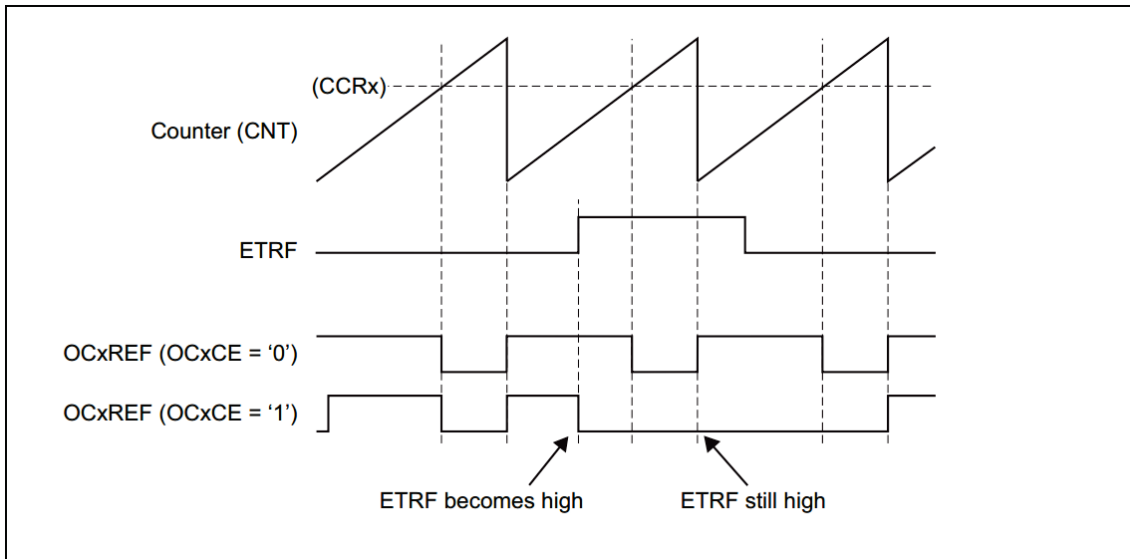 (CCRx)
Counter (CNT)
ETRF
OCxREF (OCxCE = ‘0’)
OCxREF (OCxCE = ‘1’)
ETRF becomes high
ETRF still high